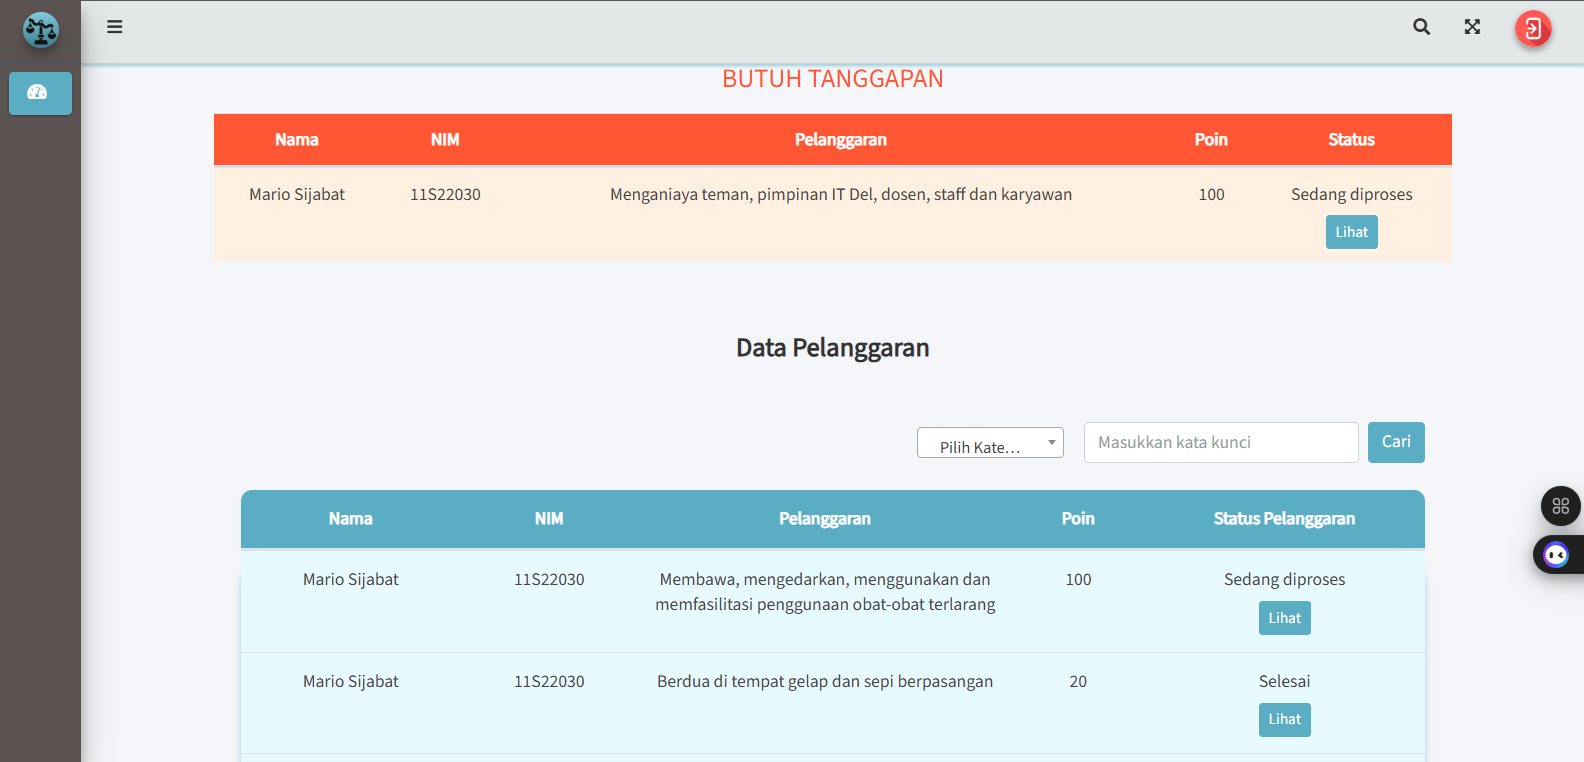 BUTUH TANGGAPAN
Nama NIM Pelanggaran Poin Status
Mario Sijabat 11S22030 Menganiaya teman, pimpinan IT Del, dosen, staff dan karyawan 100 Sedang diproses
Lihat
Data Pelanggaran
Pilih Kate... Masukkan kata kunci Cari
Nama NIM Pelanggaran Poin Status Pelanggaran
Mario Sijabat 11S22030 Membawa, mengedarkan, menggunakan dan 100 Sedang diproses
memfasilitasi penggunaan obat-obat terlarang
Lihat
Mario Sijabat 11S22030 Berdua di tempat gelap dan sepi berpasangan 20 Selesai
Lihat